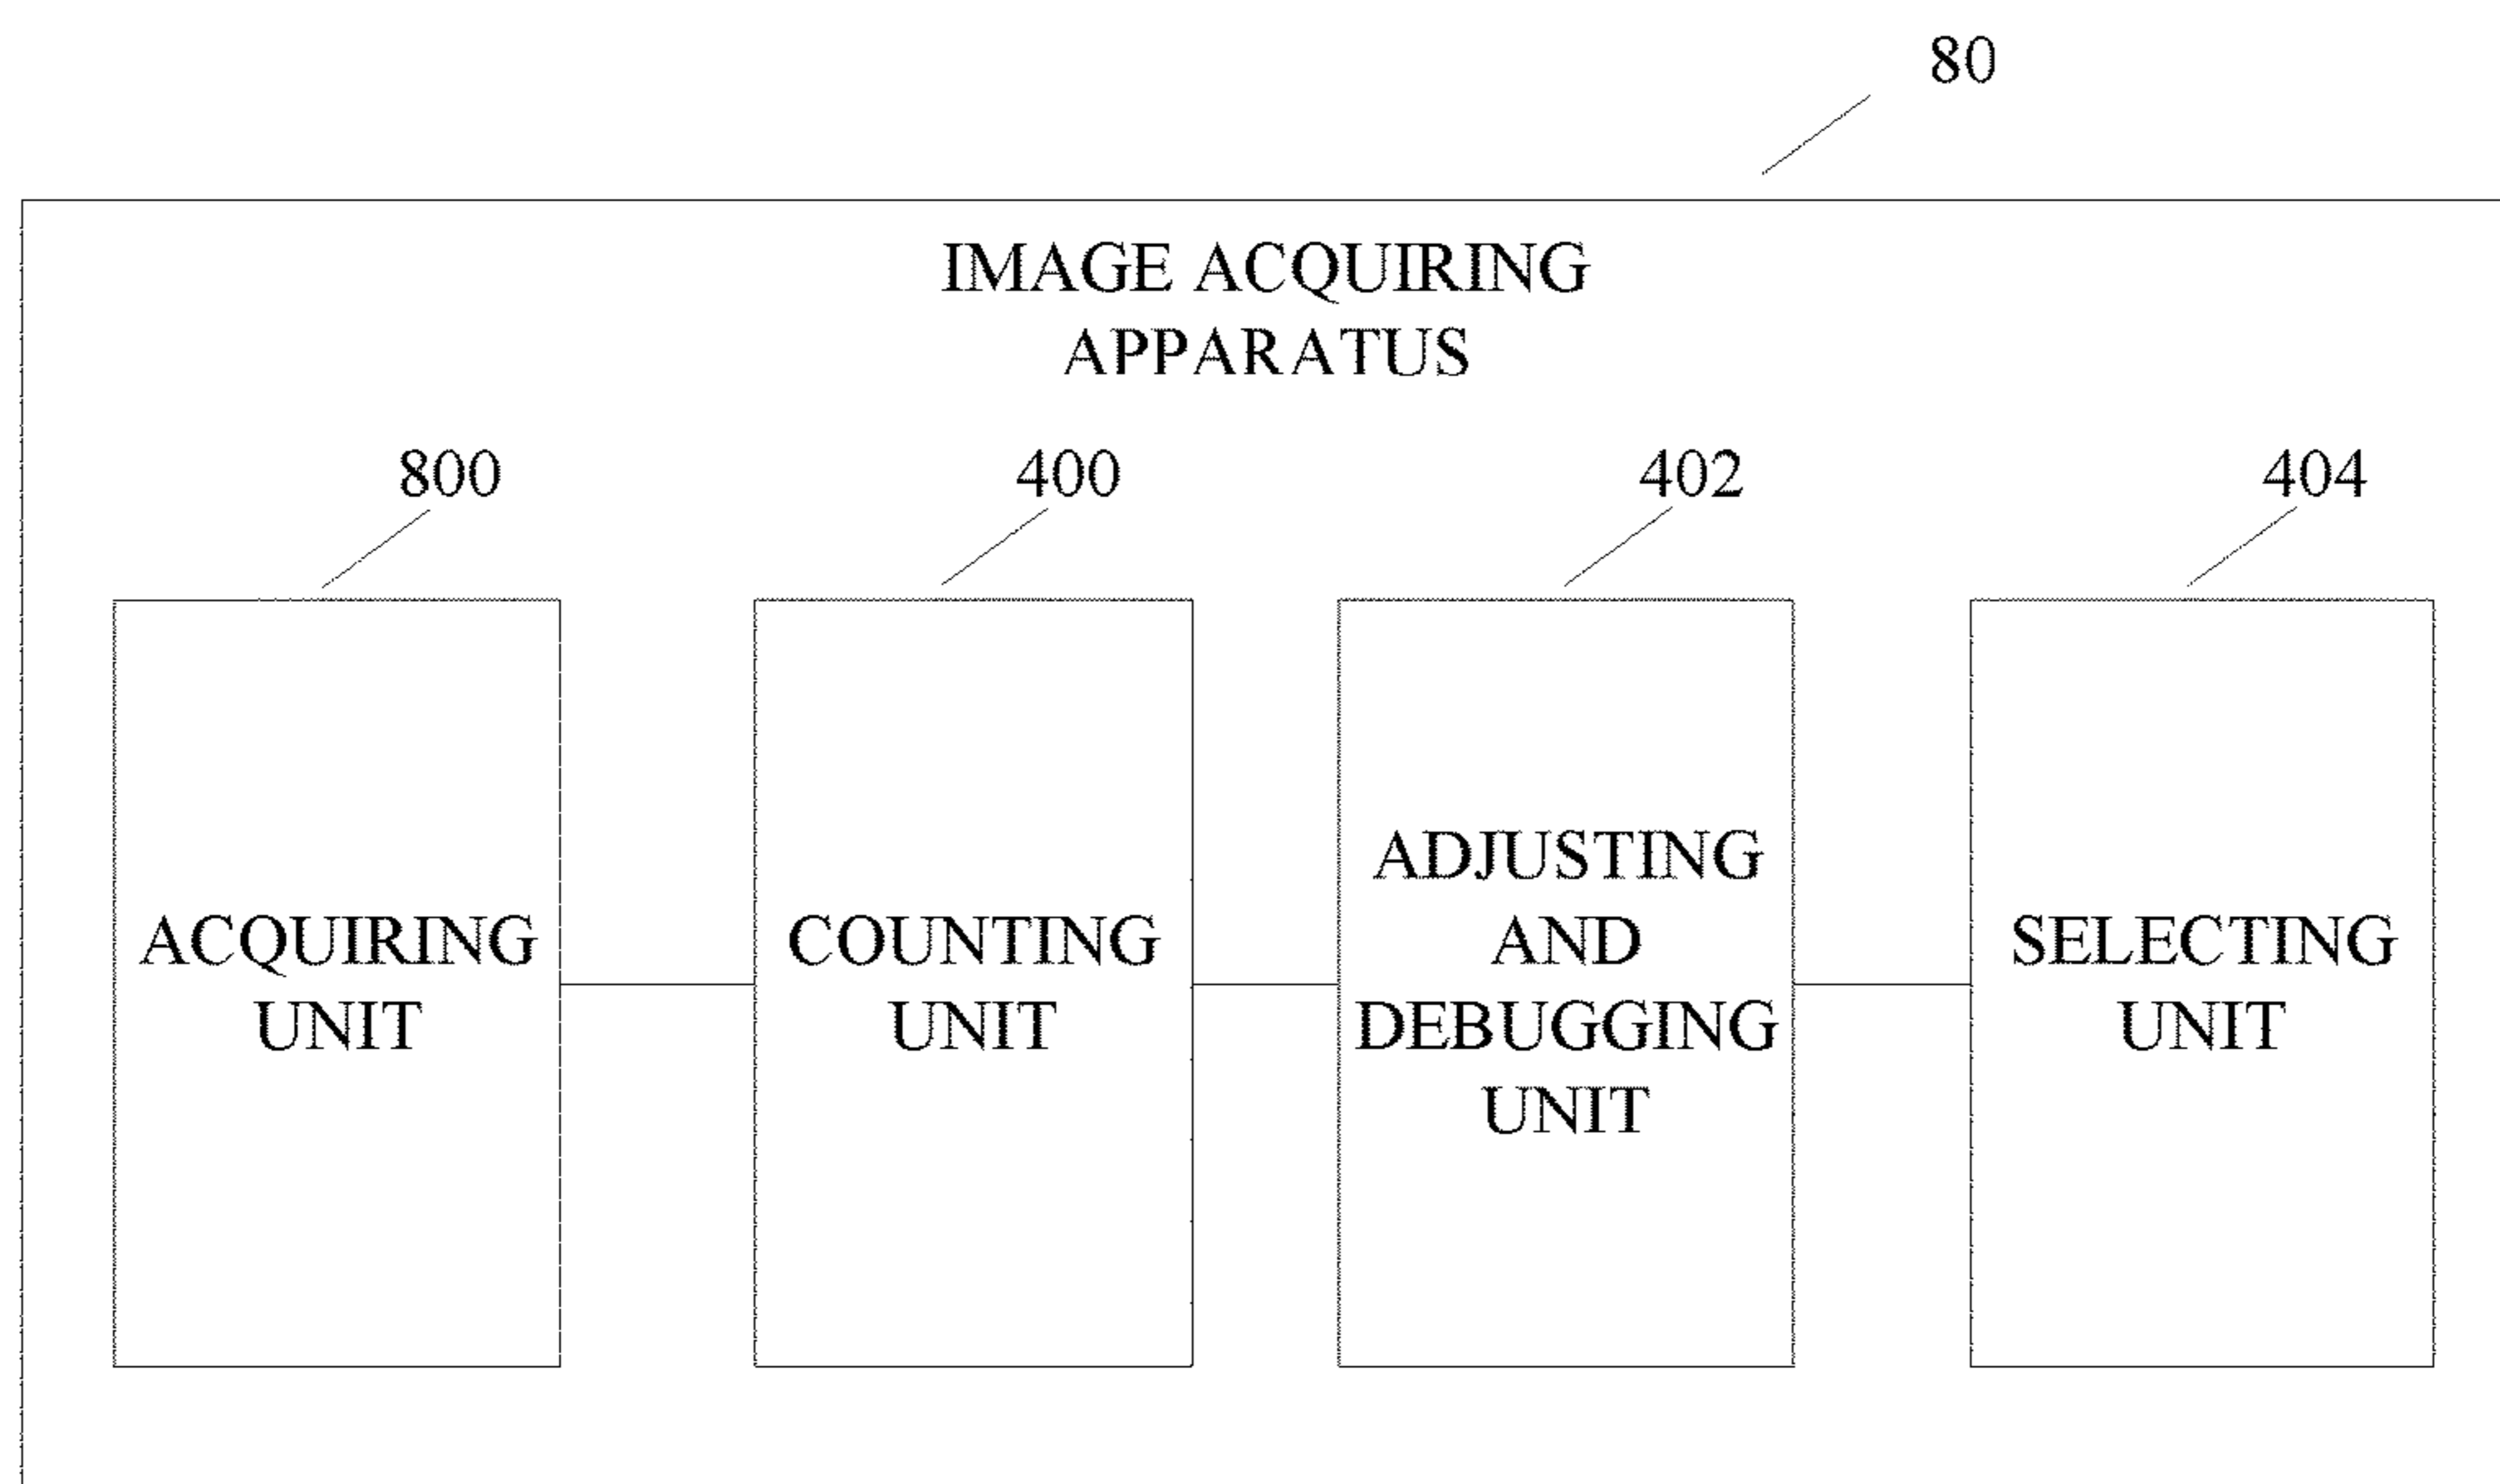 80
IMAGE ACQUIRING
APPARATUS
800
400
402
404
ACQUIRING
UNIT
COUNTING
UNIT
ADJUSTING
AND
DEBUGGING
UNIT
SELECTING
UNIT